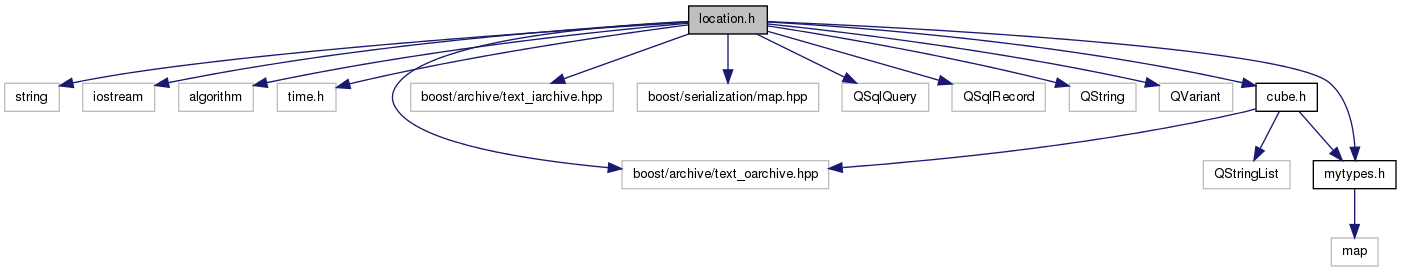 location.h
string
iostream
algorithm
time.h
boost/archive/text_iarchive.hpp
boost/serialization/map.hpp
QSqlQuery
QSqlRecord
QString
QVariant
cube.h
boost/archive/text_oarchive.hpp
QStringList
mytypes.h
map